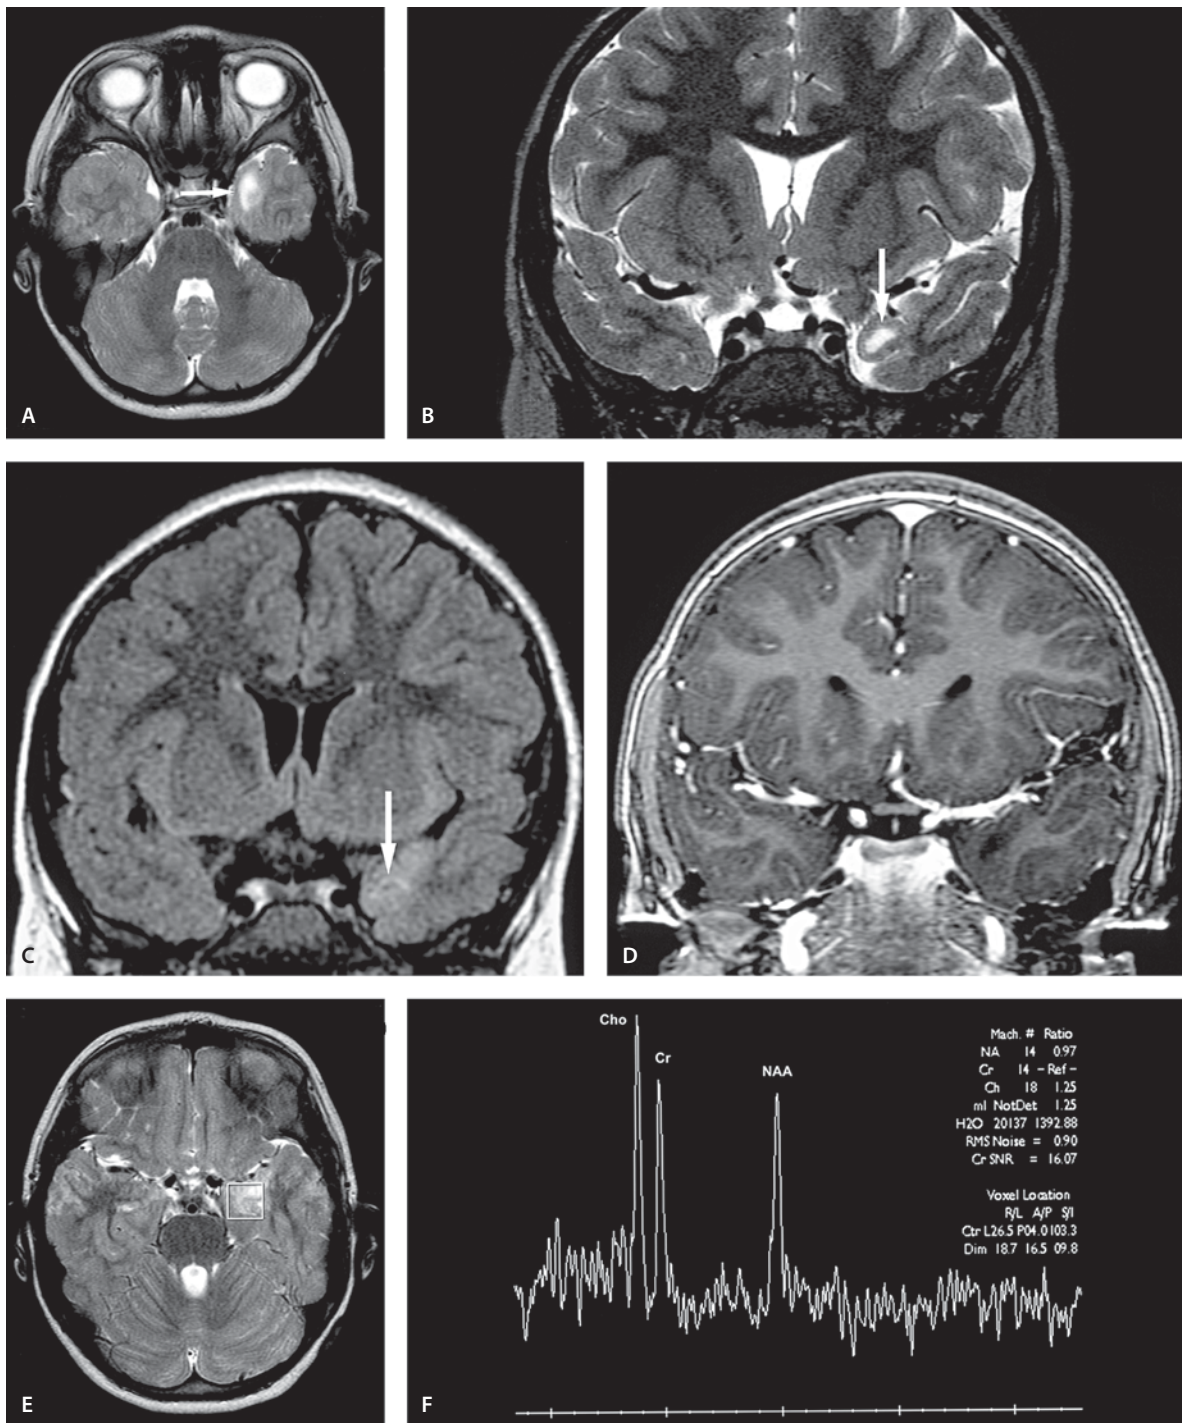 A
B
C
D
E
F
Cho
Cr
NAA
Mach. # Ratio
NA 14 0.97
Cr 14 - Ref -
Ch 18 1.25
mI NotDet 1.25
H2O 20137 1392.88
RMS Noise = 0.90
Cr SNR = 16.07
Voxel Location
R/L A/P S/I
Ctr L26.5 P04.0 I03.3
Dim 18.7 16.5 09.8